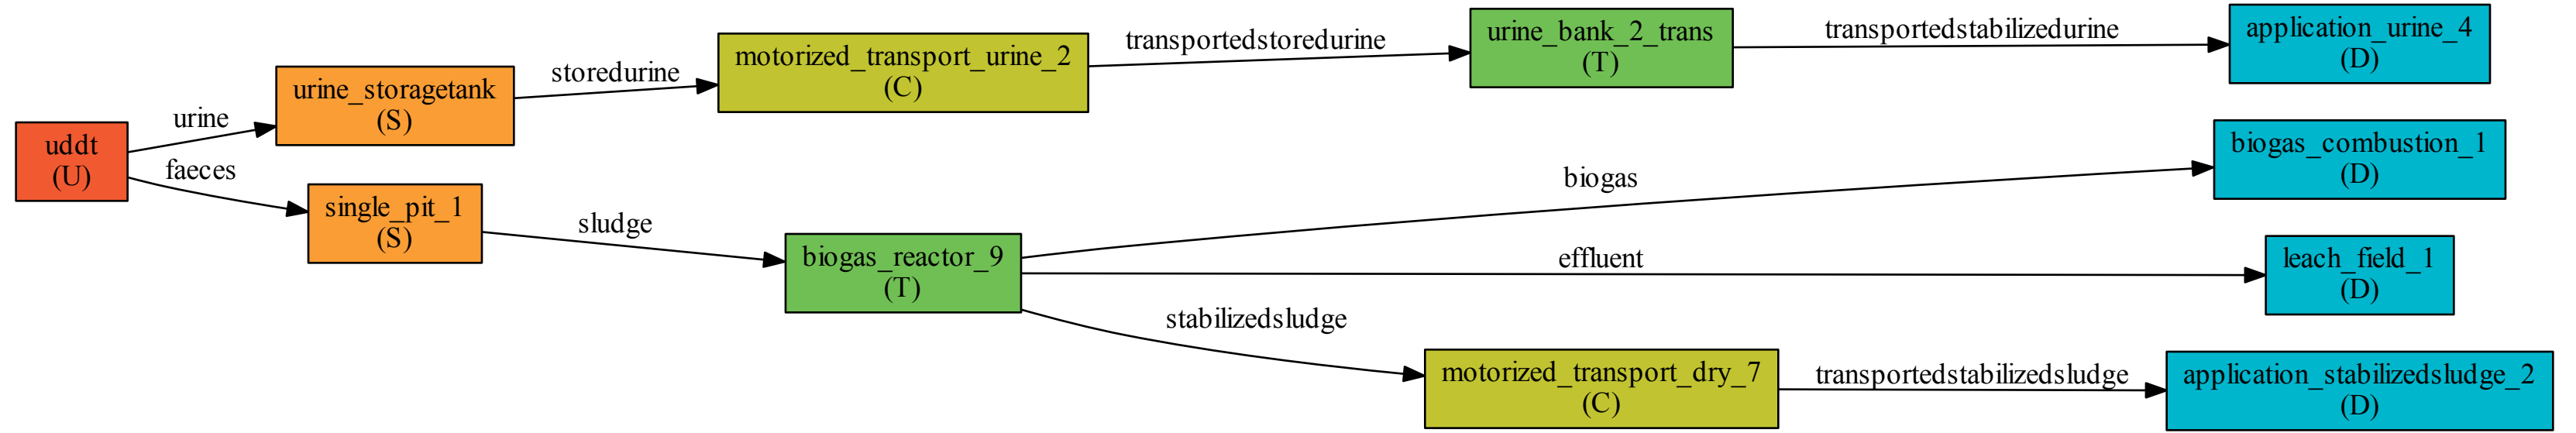 uddt
(U)
urine
faeces
urine_storagetank
(S)
single_pit_1
(S)
storedurine
sludge
motorized_transport_urine_2
(C)
biogas_reactor_9
(T)
transportedstoredurine
biogas
effluent
stabilizedsludge
urine_bank_2_trans
(T)
motorized_transport_dry_7
(C)
transportedstabilizedurine
transportedstabilizedsludge
application_urine_4
(D)
biogas_combustion_1
(D)
leach_field_1
(D)
application_stabilizedsludge_2
(D)